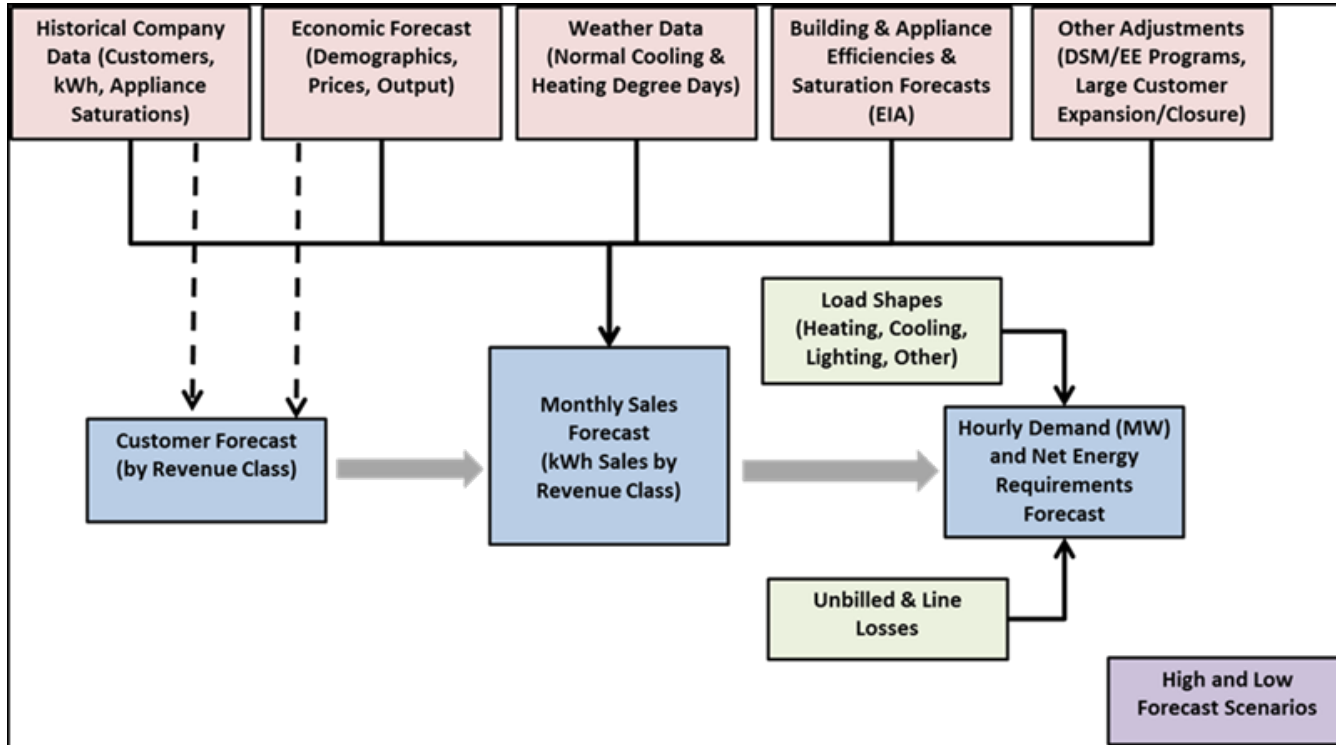 Historical Company
Data (Customers,
kWh, Appliance
Saturations)
Economic Forecast
(Demographics,
Prices, Output)
Weather Data
(Normal Cooling &
Heating Degree Days)
Building & Appliance
Efficiencies &
Saturation Forecasts
(EIA)
Other Adjustments
(DSM/EE Programs,
Large Customer
Expansion/Closure)
Load Shapes
(Heating, Cooling,
Lighting, Other)
Customer Forecast
(by Revenue Class)
Monthly Sales
Forecast
(kWh Sales by
Revenue Class)
Hourly Demand (MW)
and Net Energy
Requirements
Forecast
Unbilled & Line
Losses
High and Low
Forecast Scenarios